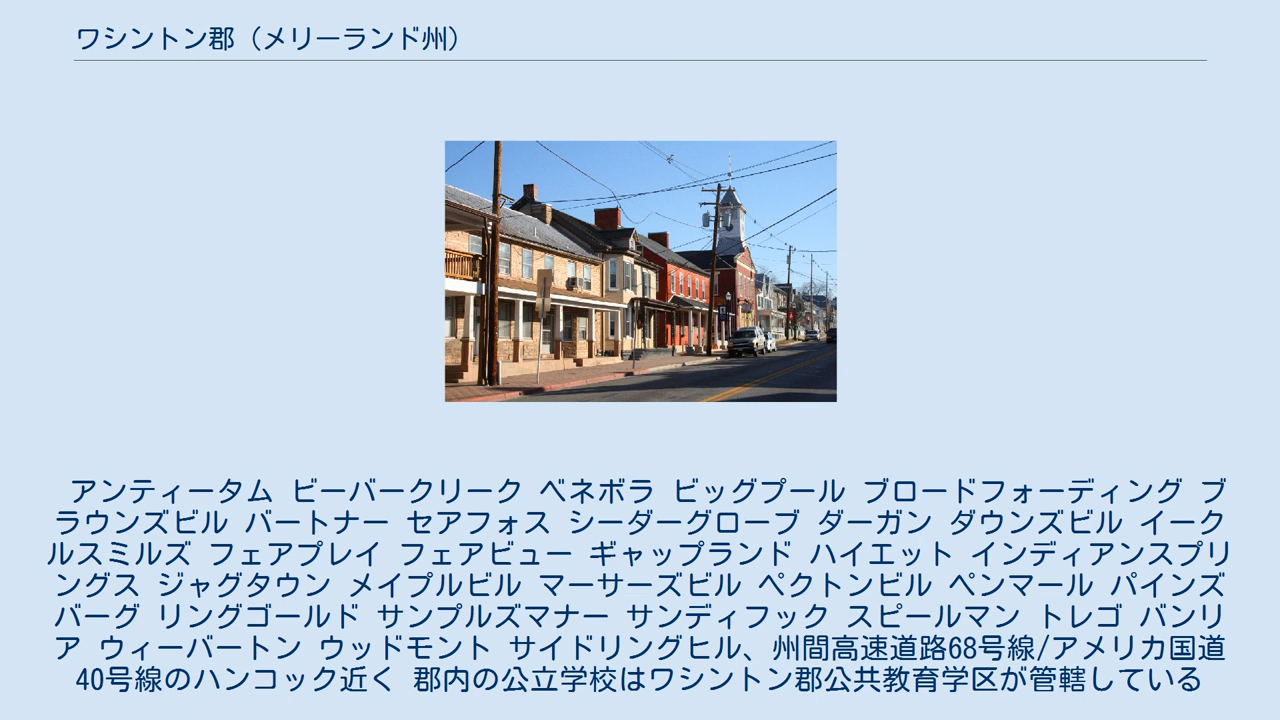 ワシントン郡（メリーランド州）
アンティータム ビーバークリーク ベネボラ ビッグプール ブロードフォーディング ブ
ラウンズビル バートナー セアフォス シーダーグローブ ダーガン ダウンズビル イーク
ルスミルズ フェアプレイ フェアビュー ギャップランド ハイエット インディアンスプリ
ングス ジャグタウン メイプルビル マーサーズビル ペクトンビル ペンマール パインズ
バーグ リングゴールド サンプルズマナー サンディフック スピールマン トレゴ バンリ
ア ウィーバートン ウッドモント サイドリングヒル、州間高速道路68号線/アメリカ国道
40号線のハンコック近く 郡内の公立学校はワシントン郡公共教育学区が管轄している